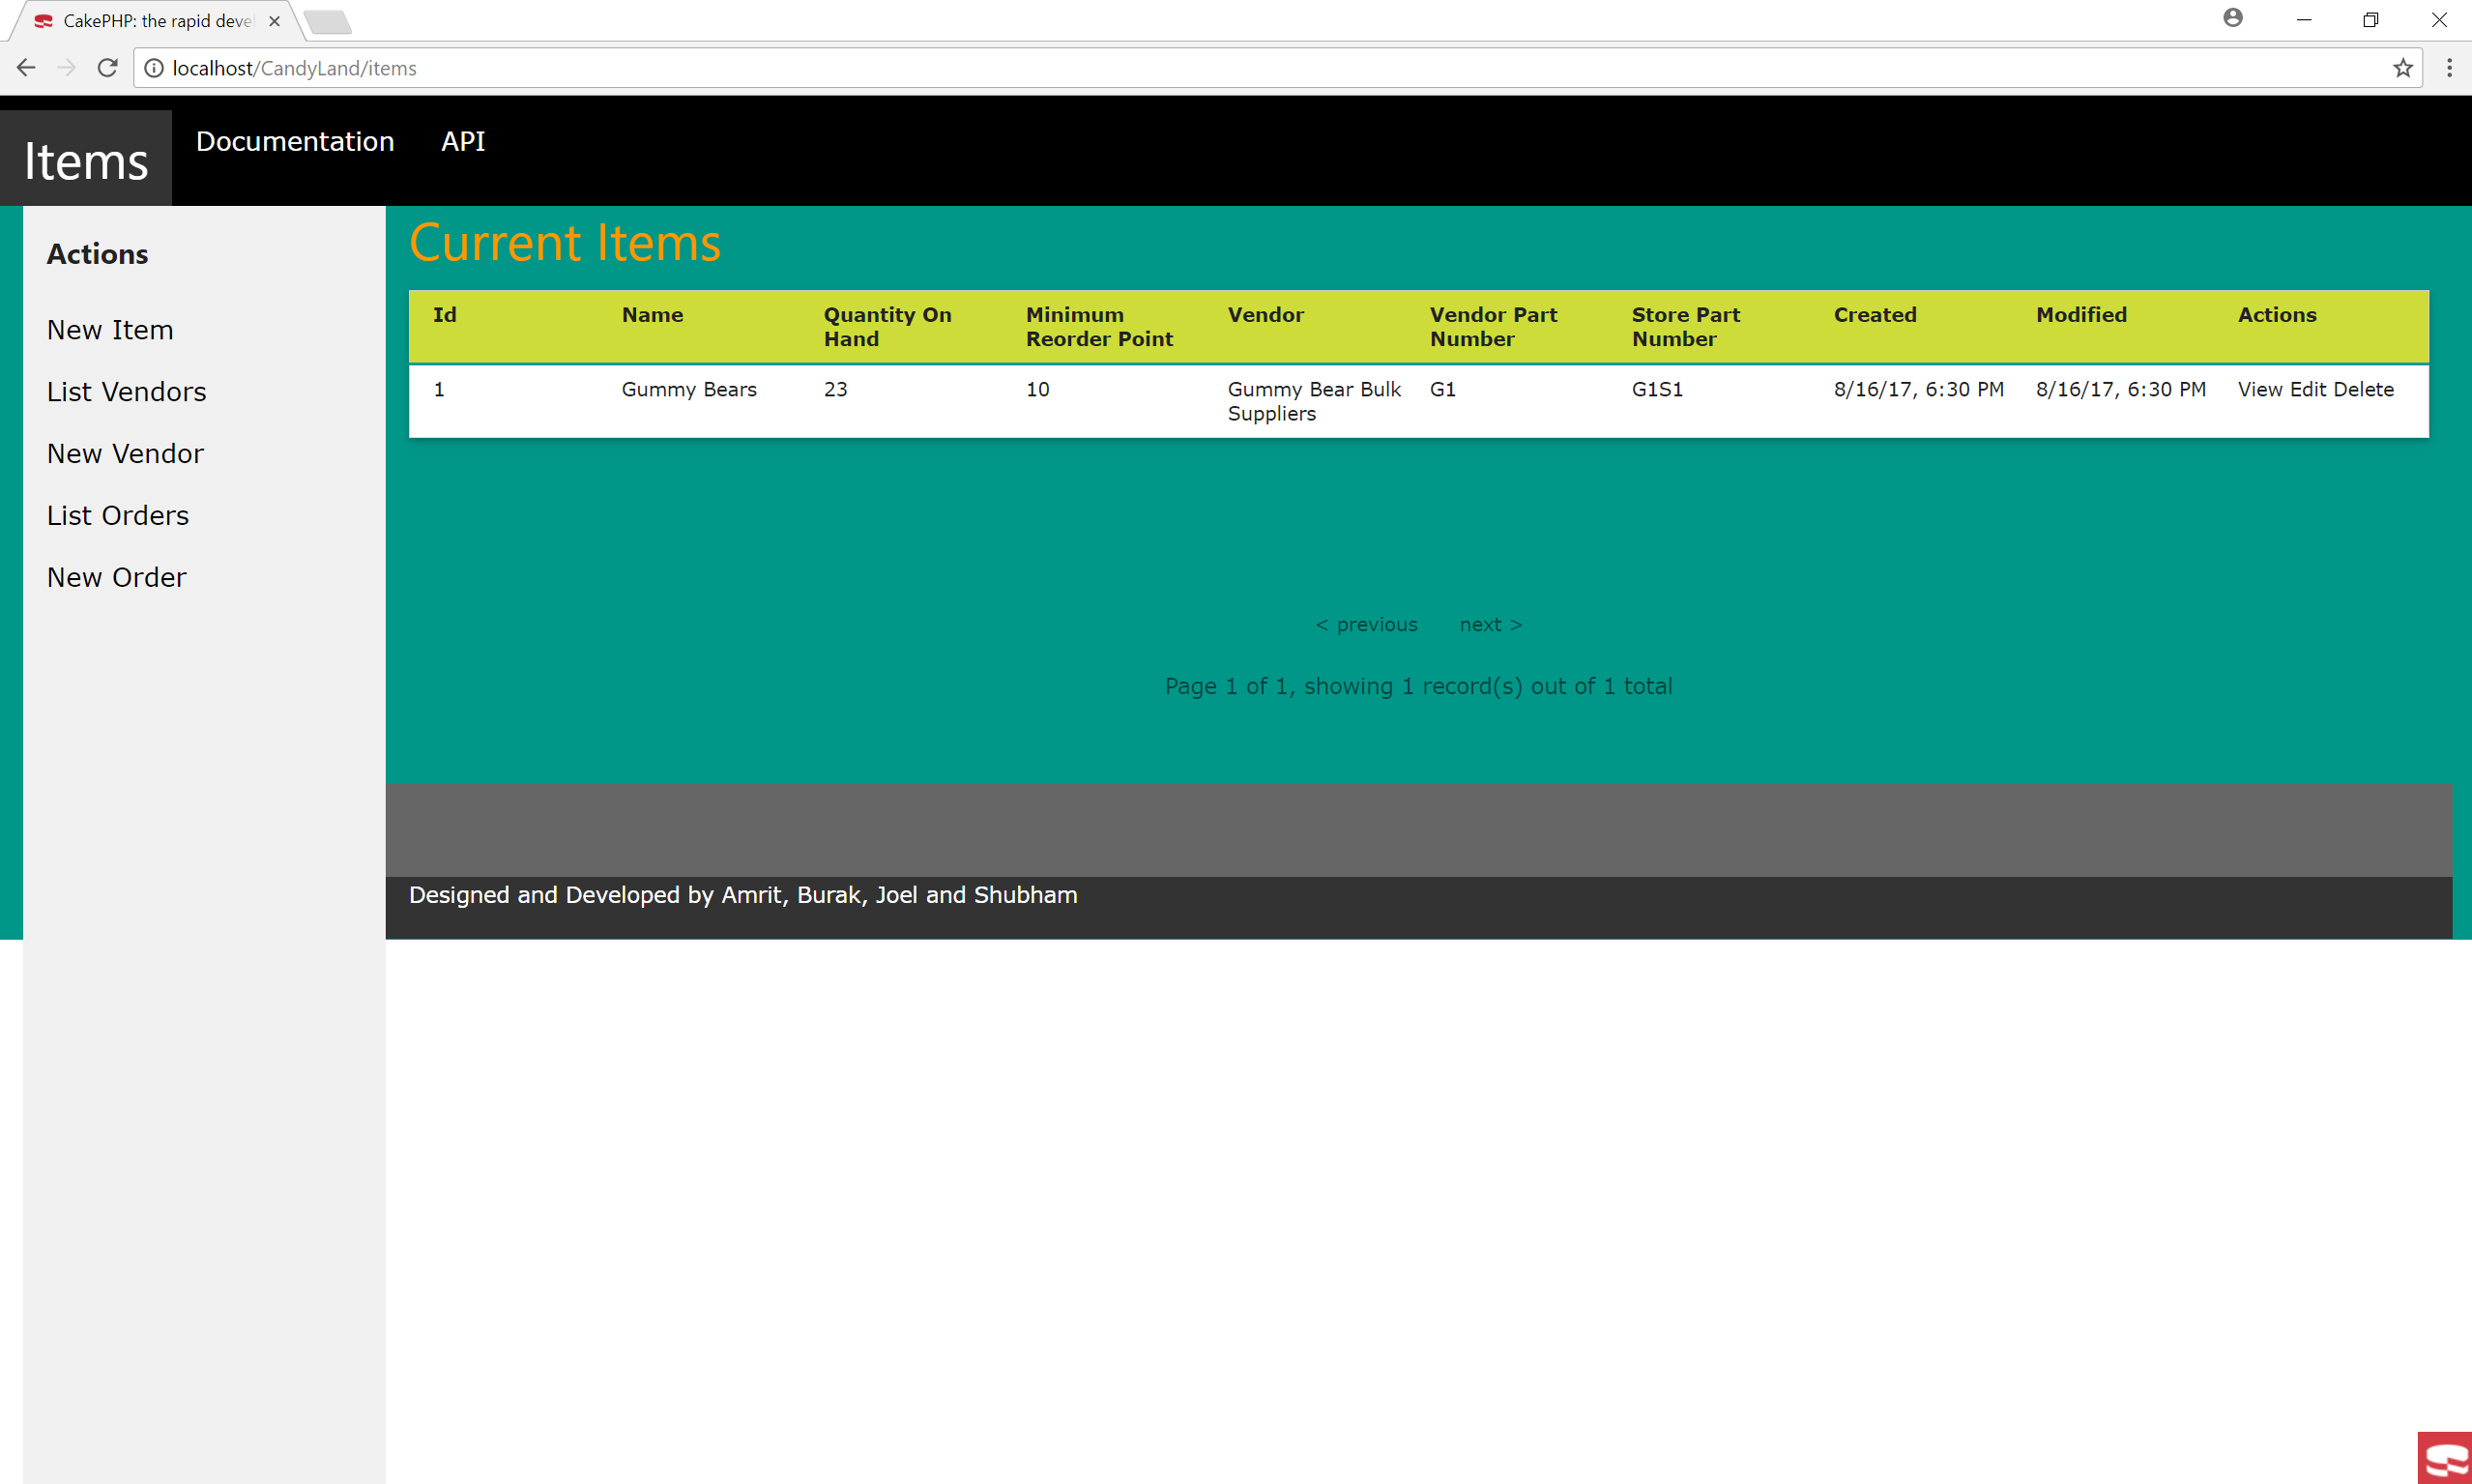 CakePHP: the rapid deve
localhost/CandyLand/items
Items
Documentation
API
Actions
New Item
List Vendors
New Vendor
List Orders
New Order
Current Items
Id Name Quantity On Hand Minimum Reorder Point Vendor Vendor Part Number Store Part Number Created Modified Actions
1 Gummy Bears 23 10 Gummy Bear Bulk Suppliers G1 G1S1 8/16/17, 6:30 PM 8/16/17, 6:30 PM View Edit Delete
< previous next >
Page 1 of 1, showing 1 record(s) out of 1 total
Designed and Developed by Amrit, Burak, Joel and Shubham